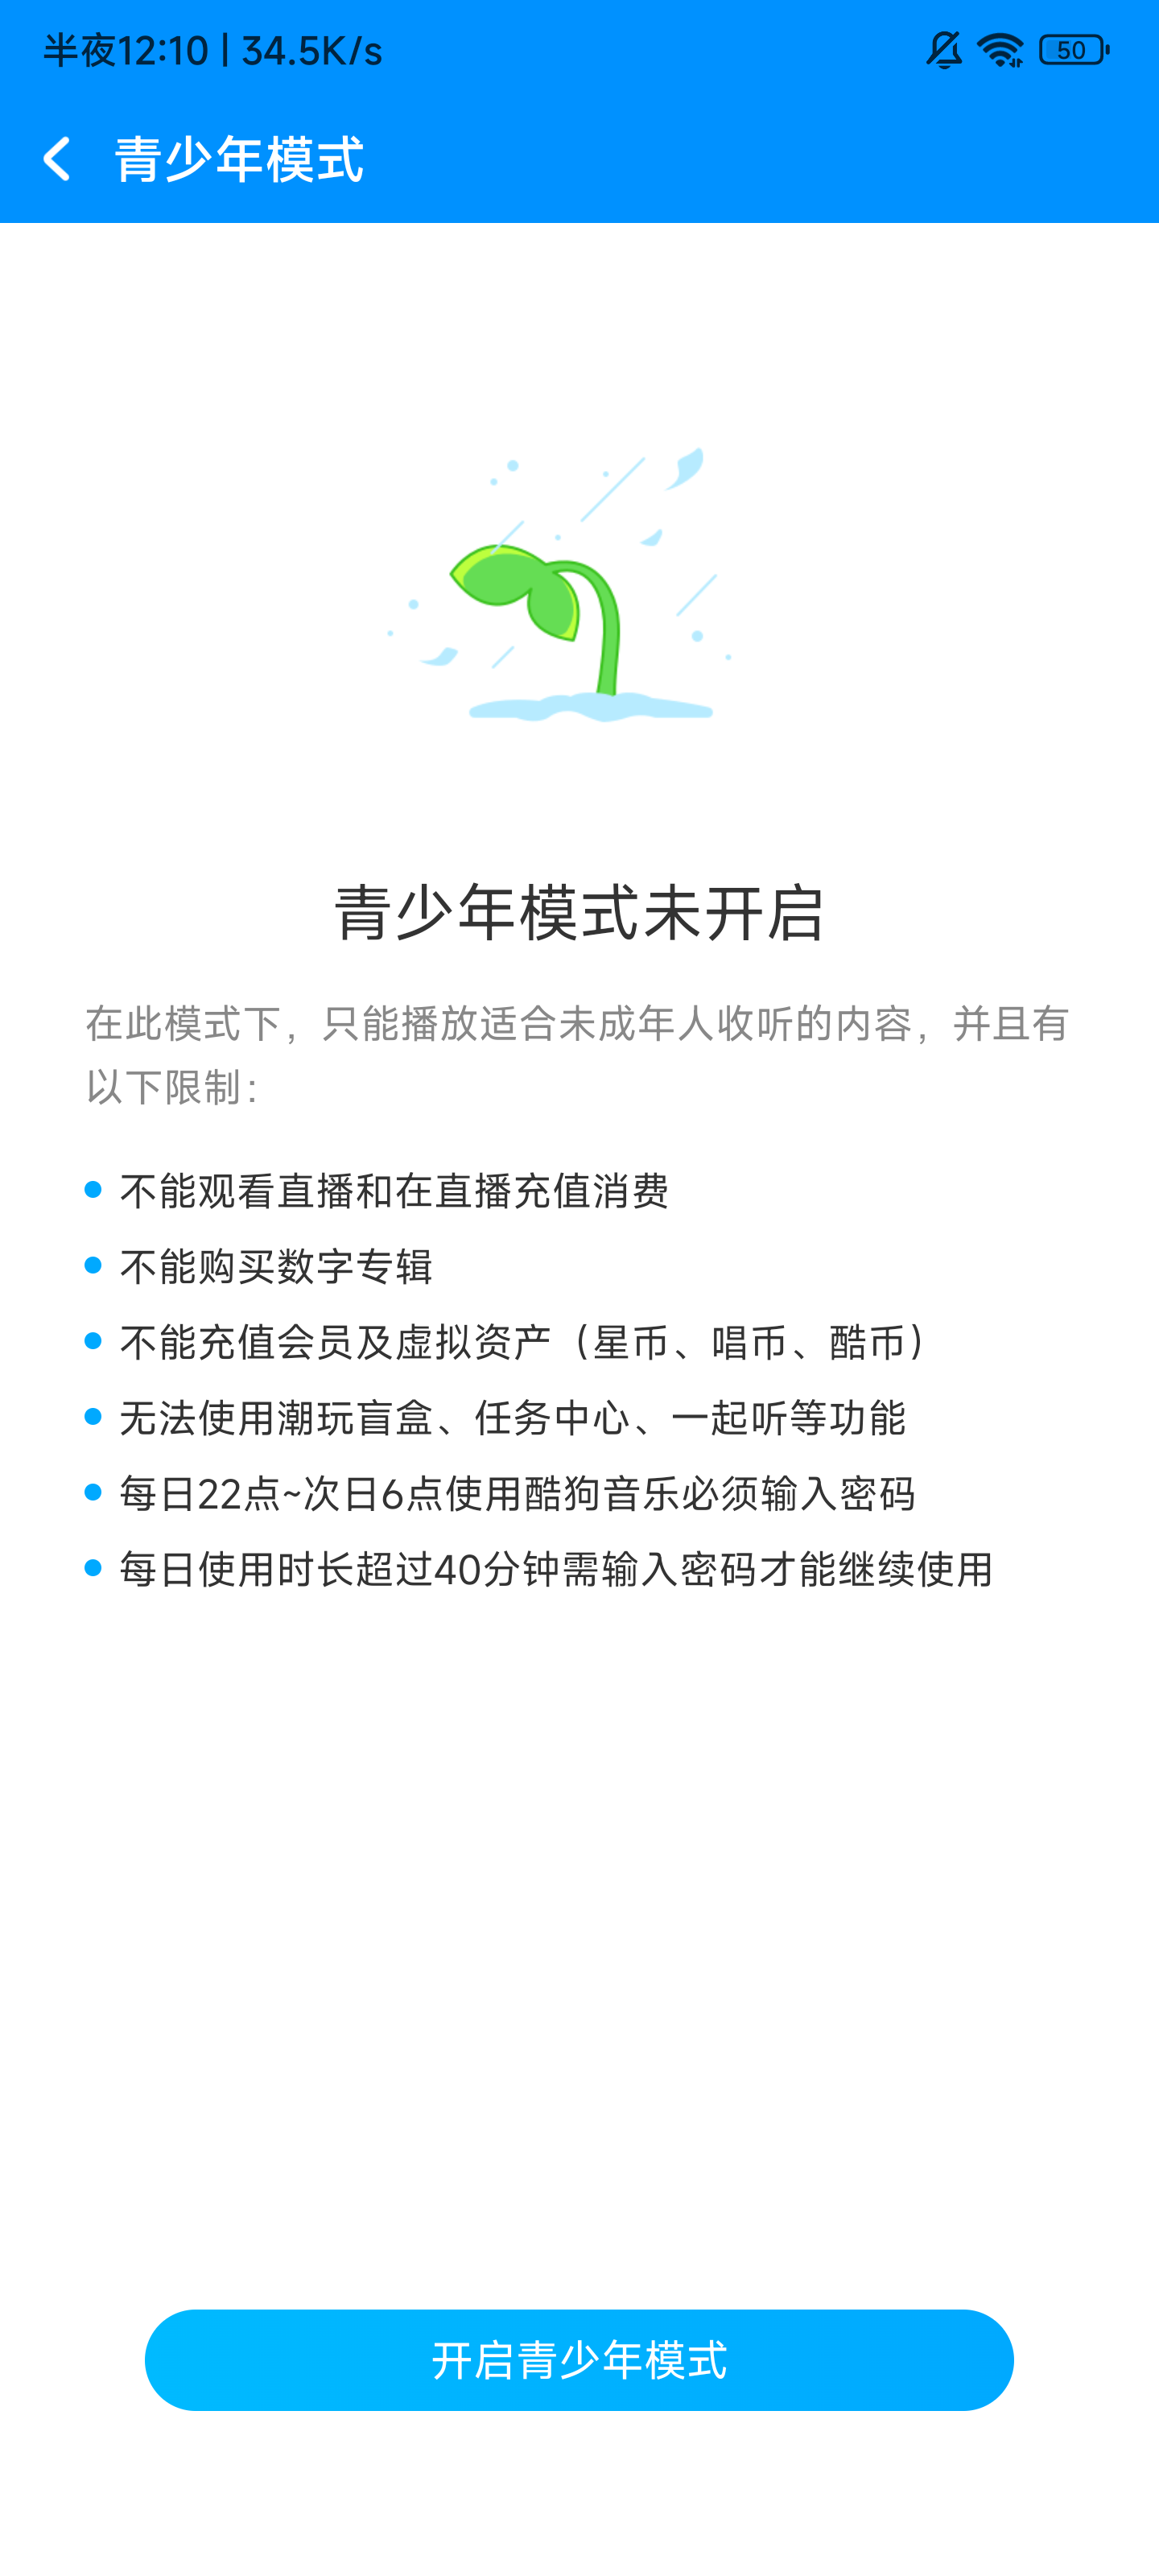 半夜12:10 | 34.5K/s
50
青少年模式
青少年模式未开启
在此模式下，只能播放适合未成年人收听的内容，并且有
以下限制：
不能观看直播和在直播充值消费
不能购买数字专辑
不能充值会员及虚拟资产（星币、唱币、酷币）
无法使用潮玩盲盒、任务中心、一起听等功能
每日22点~次日6点使用酷狗音乐必须输入密码
每日使用时长超过40分钟需输入密码才能继续使用
开启青少年模式